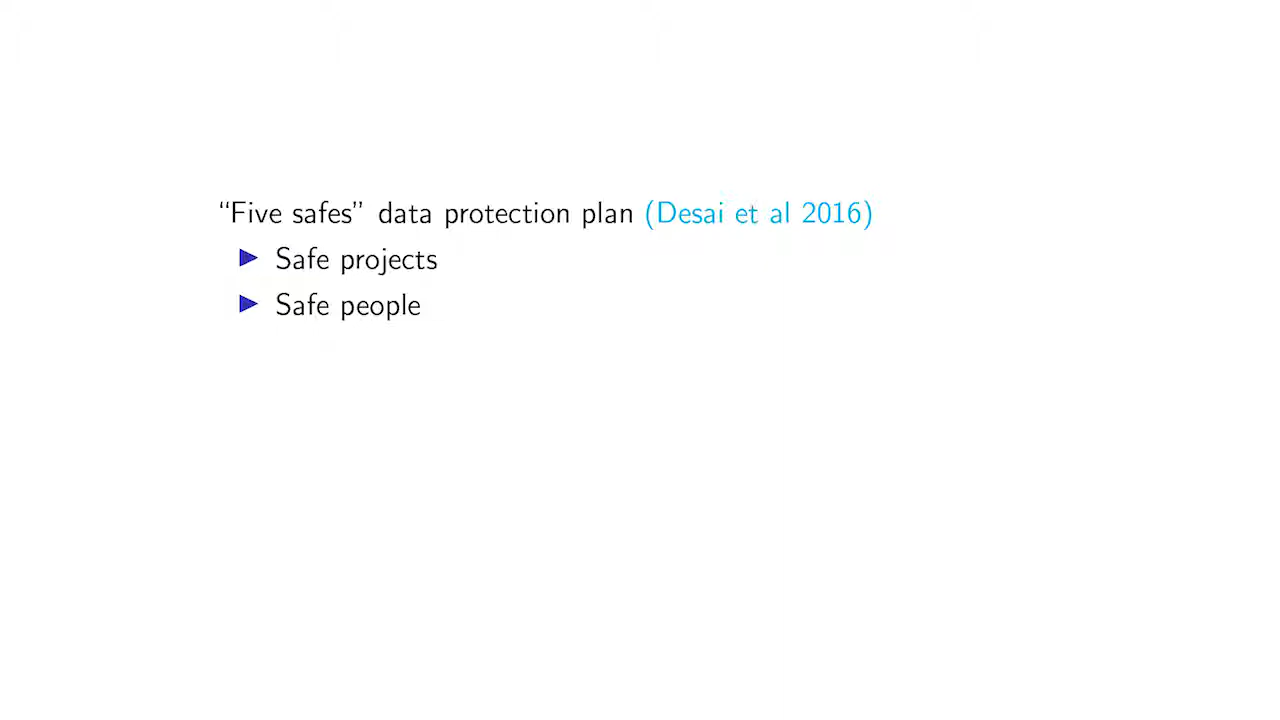 “Five safes” data protection plan (Desai et al 2016)
▶ Safe projects
▶ Safe people